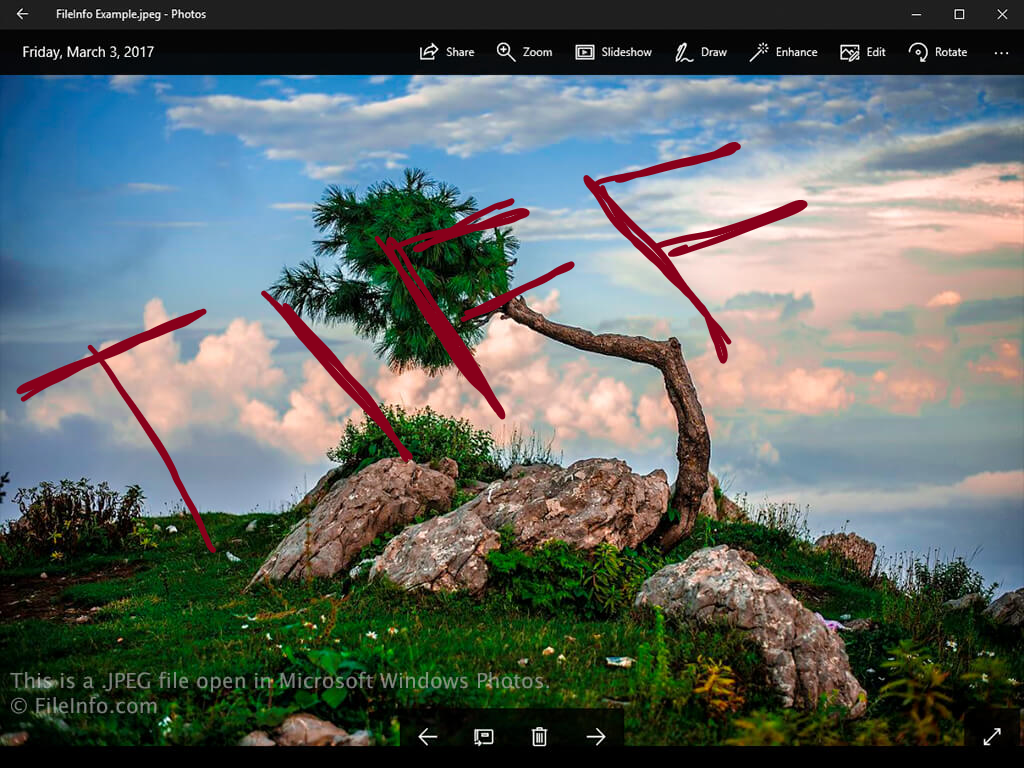 FileInfo Example.jpeg - Photos
Friday, March 3, 2017 Share Zoom Slideshow Draw Enhance Edit Rotate
TIFF
This is a .JPEG file open in Microsoft Windows Photos.
© FileInfo.com